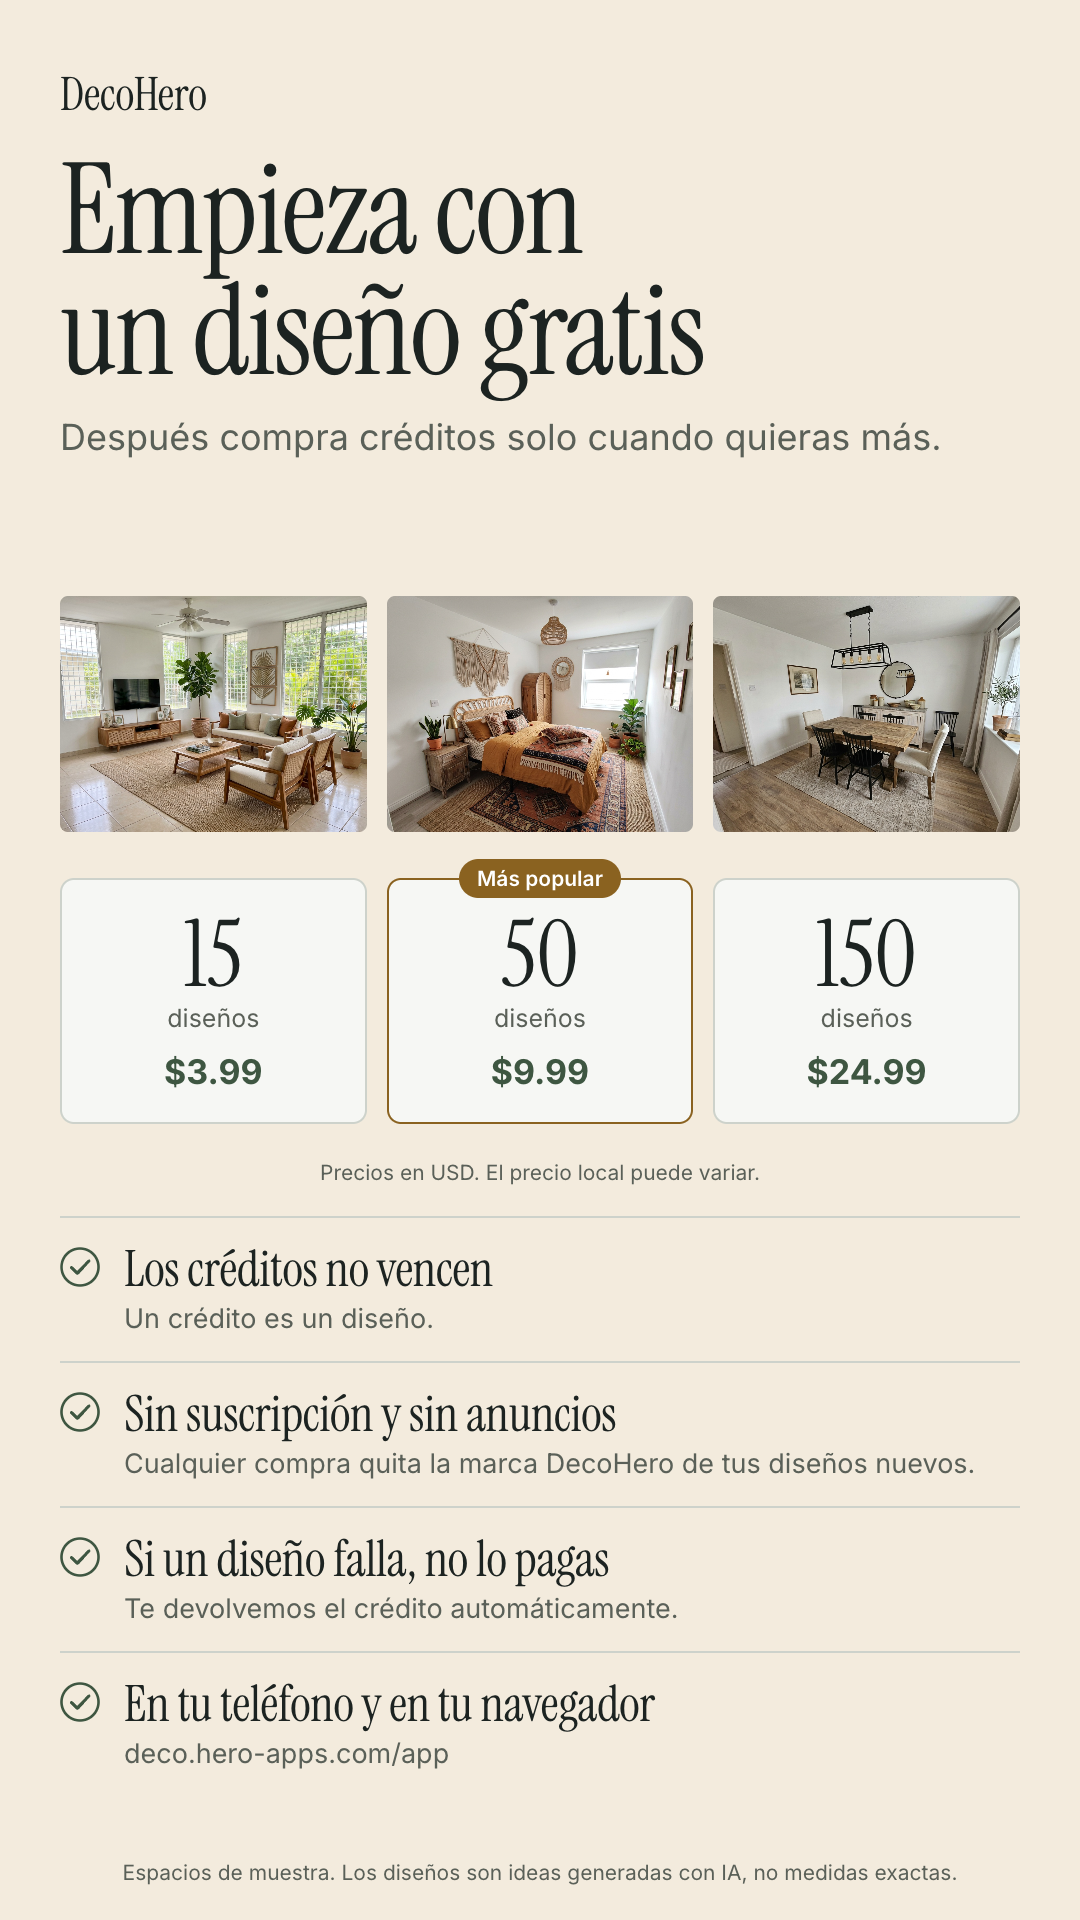 DecoHero
Empieza con
un diseño gratis
Después compra créditos solo cuando quieras más.
Más popular
15
diseños
$3.99
50
diseños
$9.99
150
diseños
$24.99
Precios en USD. El precio local puede variar.
Los créditos no vencen
Un crédito es un diseño.
Sin suscripción y sin anuncios
Cualquier compra quita la marca DecoHero de tus diseños nuevos.
Si un diseño falla, no lo pagas
Te devolvemos el crédito automáticamente.
En tu teléfono y en tu navegador
deco.hero-apps.com/app
Espacios de muestra. Los diseños son ideas generadas con IA, no medidas exactas.